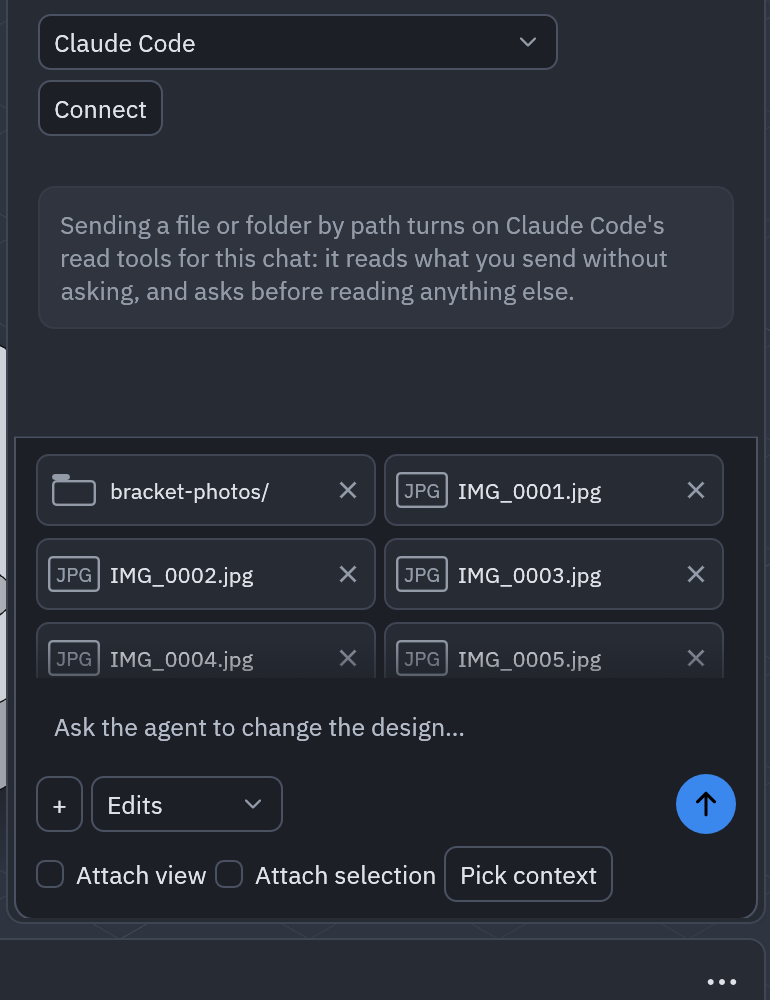 Claude Code
Connect
Sending a file or folder by path turns on Claude Code's
read tools for this chat: it reads what you send without
asking, and asks before reading anything else.
bracket-photos/
JPG IMG_0001.jpg
JPG IMG_0002.jpg
JPG IMG_0003.jpg
JPG IMG_0004.jpg
JPG IMG_0005.jpg
Ask the agent to change the design...
+ Edits
Attach view Attach selection Pick context